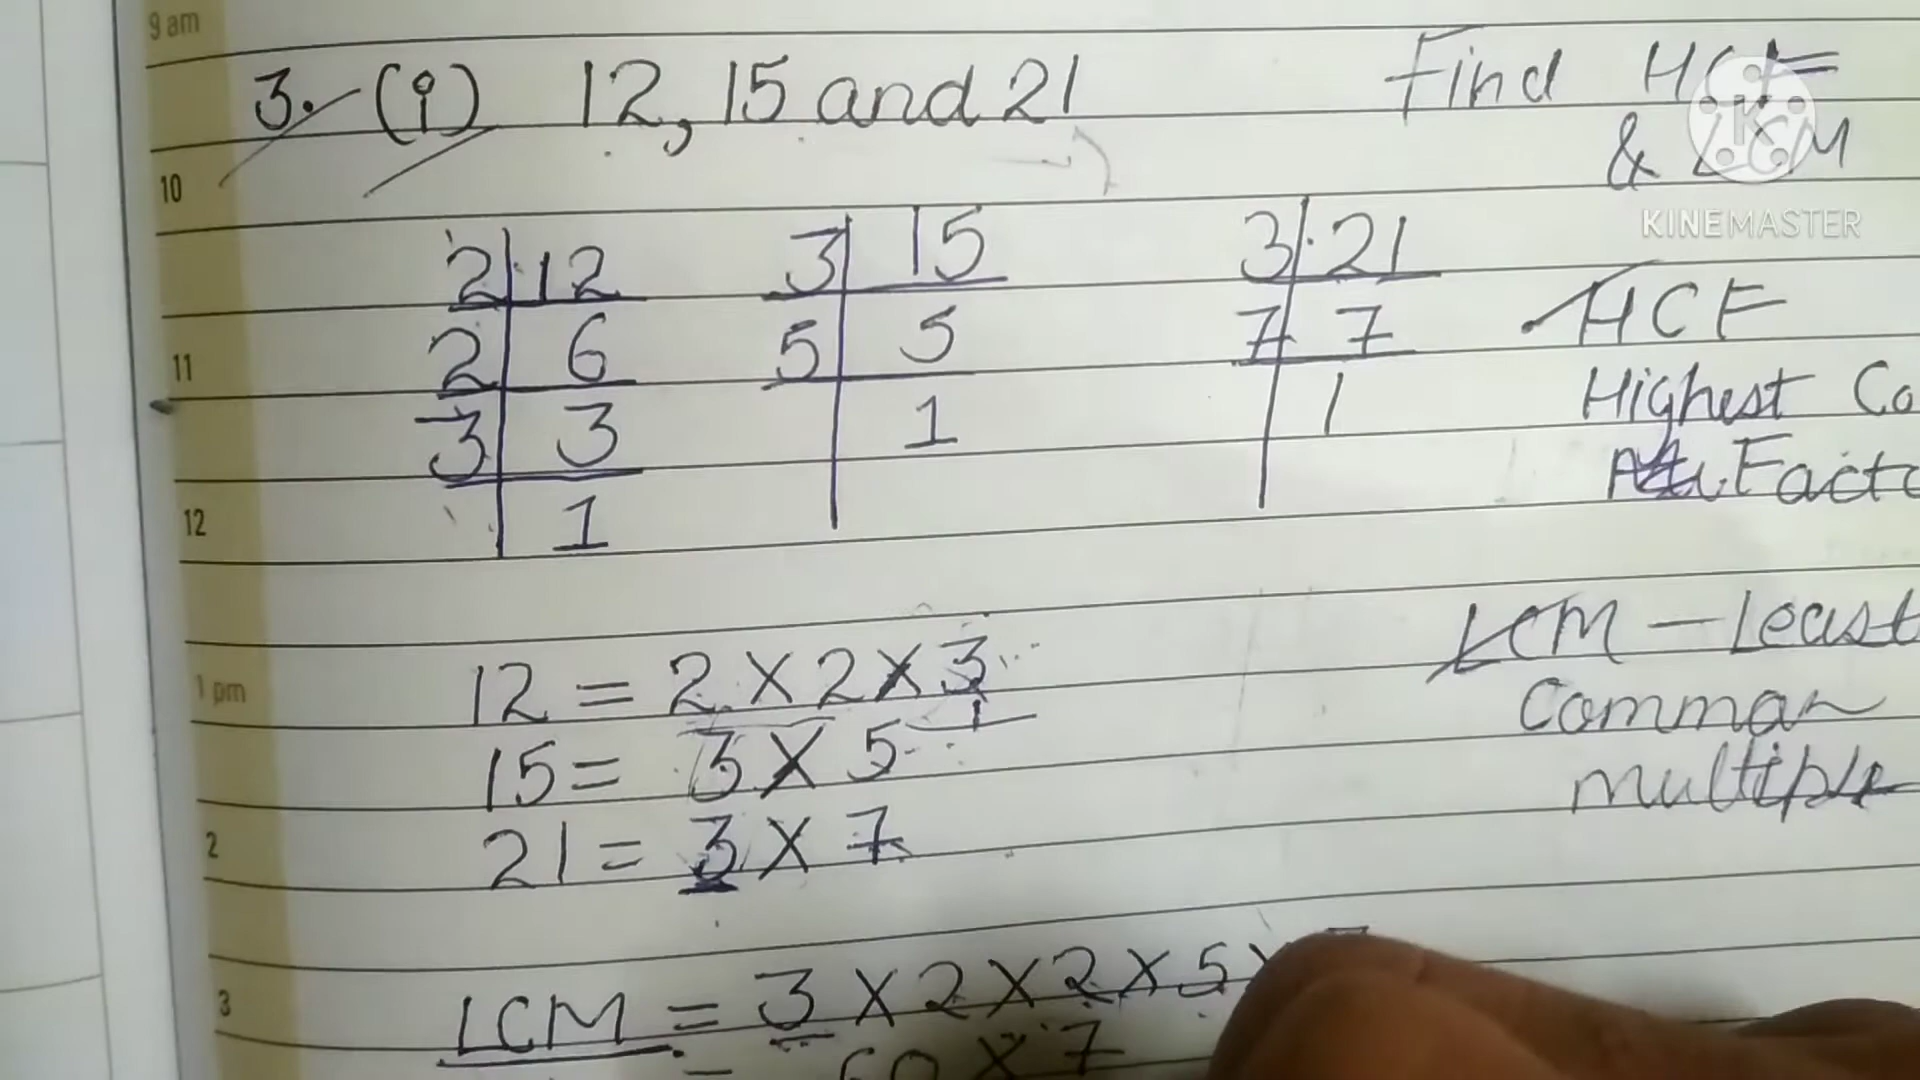 9 am
3. (i) 12, 15 and 21
Find HCF
& LCM
KINEMASTER
10
2 12
2 6
3 3
1
3 15
5 5
1
3 21
7 7
1
11
HCF
Highest Co
Facto
12
1 pm
12 = 2 × 2 × 3
15 = 3 × 5
21 = 3 × 7
LCM - Least
Comman
multiple
2
3
LCM = 3 × 2 × 2 × 5 ×
= 60 × 7